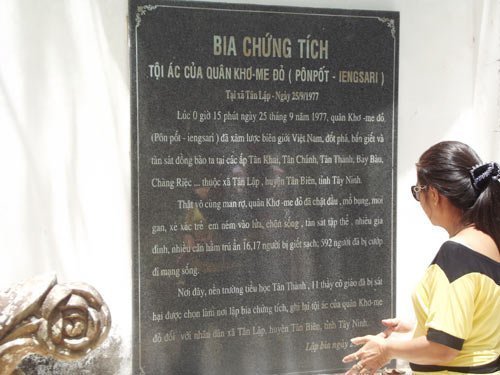 BIA CHỨNG TÍCH
TỘI ÁC CỦA QUÂN KHƠ-ME ĐỎ ( PÔNPỐT - IENGSARI )
Tại xã Tân Lập - Ngày 25/9/1977
Lúc 0 giờ 15 phút ngày 25 tháng 9 năm 1977, quân Khơ -me đỏ
(Pôn pốt - iengsari ) đã xâm lược biên giới Việt Nam, đốt phá, bắn giết và
tàn sát đồng bào ta tại các ấp Tân Khai, Tân Chánh, Tân Thành, Bảy Bàu,
Chàng Riệc ... thuộc xã Tân Lập , huyện Tân Biên, tỉnh Tây Ninh.
Thật vô cùng man rợ, quân Khơ-me đỏ đã chặt đầu , mổ bụng, moi
gan, xé xác trẻ em ném vào lửa, chôn sống , tàn sát tập thể , nhiều gia
đình, nhiều căn hầm trú ẩn 16,17 người bị giết sạch; 592 người đã bị cướp
đi mạng sống.
Nơi đây, nền trường tiểu học Tân Thành , 11 thầy cô giáo đã bị sát
hại được chọn làm nơi lập bia chứng tích, ghi lại tội ác của quân Khơ-me
đỏ đối với nhân dân xã Tân Lập, huyện Tân Biên, tỉnh Tây Ninh.
Lập bia ngày